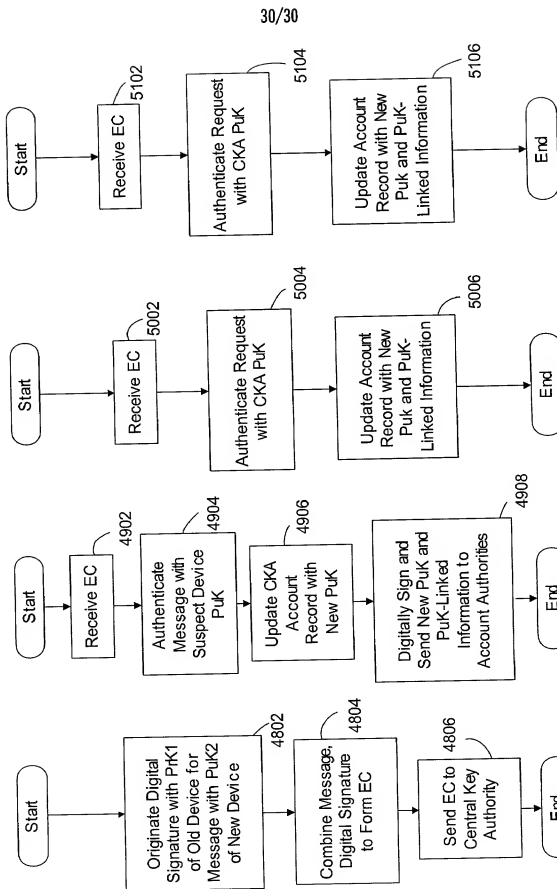 30/30
Start
Originate Digital
Signature with PrK1
of Old Device for
Message with PuK2
of New Device
4802
Combine Message,
Digital Signature
to Form EC
4804
Send EC to
Central Key
Authority
4806
End
Start
Receive EC
4902
Authenticate
Message with
Suspect Device
PuK
4904
Update CKA
Account
Record with
New PuK
4906
Digitally Sign and
Send New PuK and
PuK-Linked
Information to
Account Authorities
4908
End
Start
Receive EC
5002
Authenticate Request
with CKA PuK
5004
Update Account
Record with New
Puk and PuK-
Linked Information
5006
End
Start
Receive EC
5102
Authenticate Request
with CKA PuK
5104
Update Account
Record with New
Puk and PuK-
Linked Information
5106
End